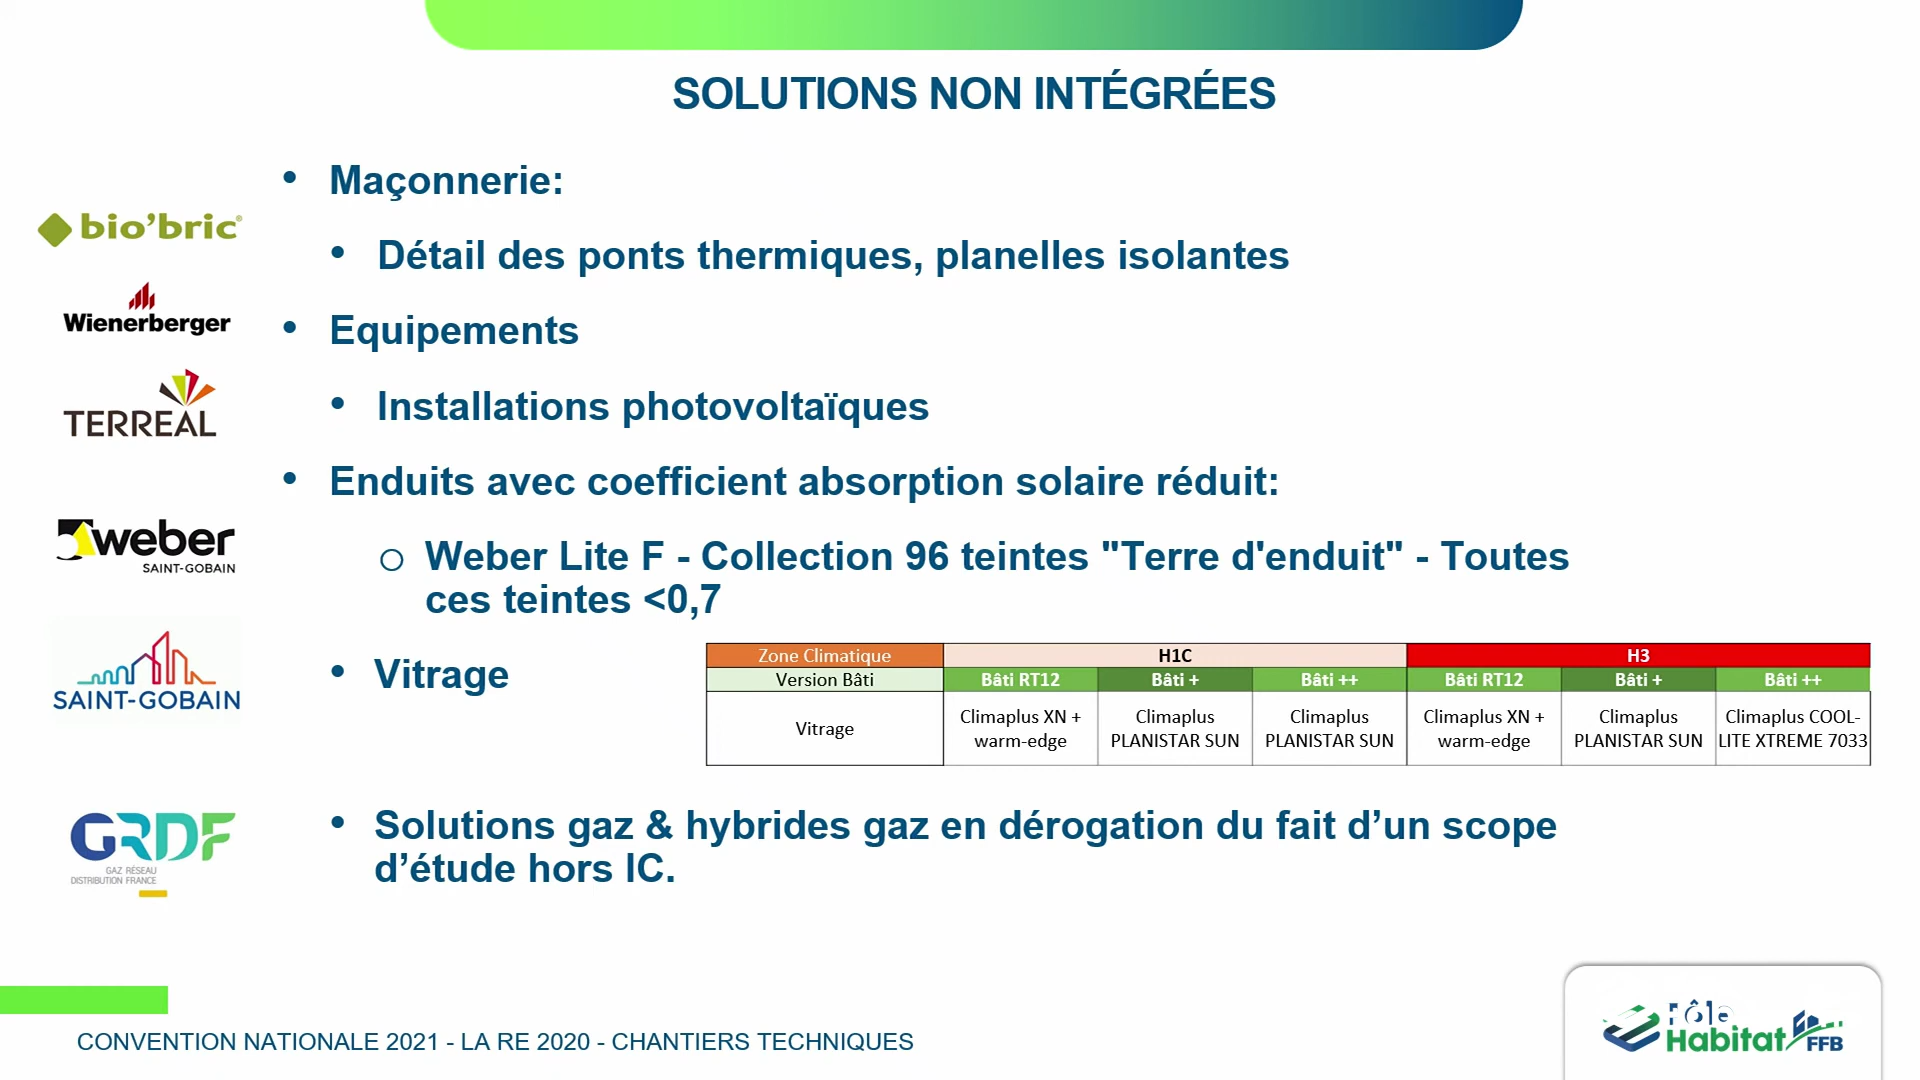 SOLUTIONS NON INTÉGRÉES
• Maçonnerie:
bio’bric®
• Détail des ponts thermiques, planelles isolantes
Wienerberger
• Equipements
TERREAL
• Installations photovoltaïques
• Enduits avec coefficient absorption solaire réduit:
weber
SAINT-GOBAIN
o Weber Lite F - Collection 96 teintes "Terre d'enduit" - Toutes
ces teintes <0,7
SAINT-GOBAIN
• Vitrage
Zone Climatique H1C H3
Version Bâti Bâti RT12 Bâti + Bâti ++ Bâti RT12 Bâti + Bâti ++
Vitrage Climaplus XN + warm-edge Climaplus PLANISTAR SUN Climaplus PLANISTAR SUN Climaplus XN + warm-edge Climaplus PLANISTAR SUN Climaplus COOL-LITE XTREME 7033
GRDF
GAZ RÉSEAU
DISTRIBUTION FRANCE
• Solutions gaz & hybrides gaz en dérogation du fait d’un scope
d’étude hors IC.
CONVENTION NATIONALE 2021 - LA RE 2020 - CHANTIERS TECHNIQUES
Pôle
Habitat FFB